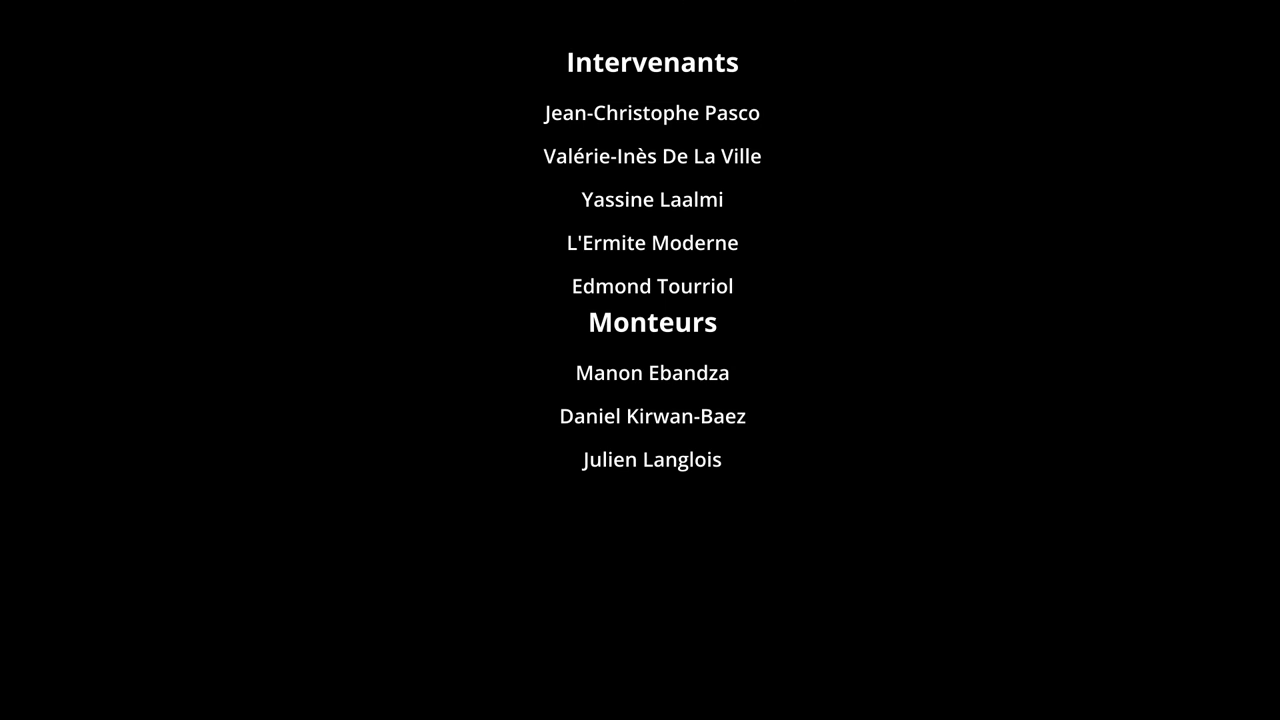 Intervenants
Jean-Christophe Pasco
Valérie-Inès De La Ville
Yassine Laalmi
L'Ermite Moderne
Edmond Tourriol
Monteurs
Manon Ebandza
Daniel Kirwan-Baez
Julien Langlois